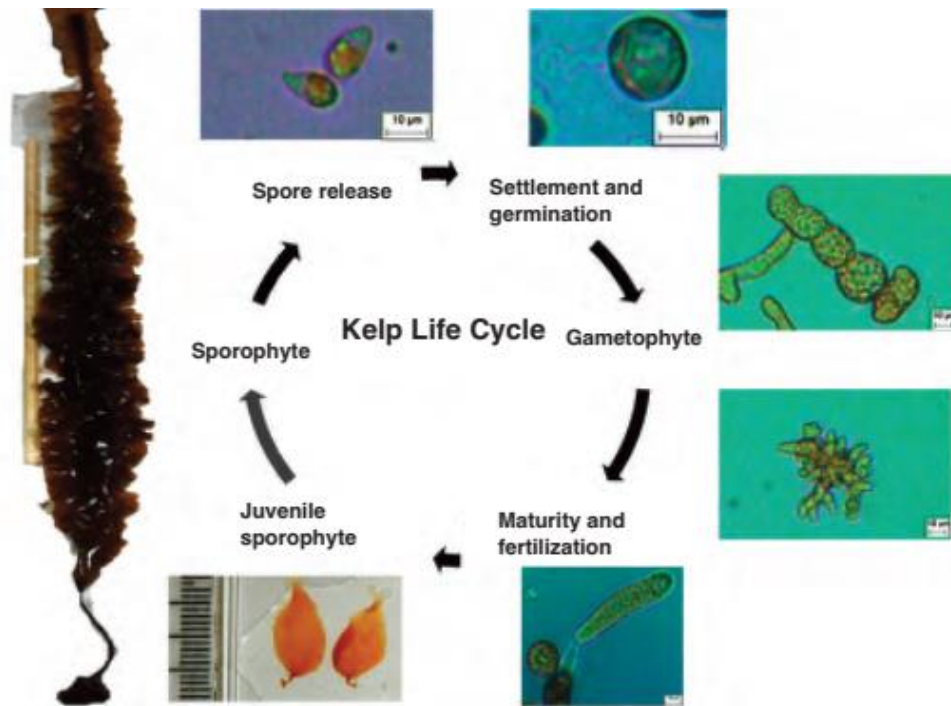 10 µm
10 µm
Spore release
Settlement and
germination
Kelp Life Cycle
Gametophyte
Sporophyte
Juvenile
sporophyte
Maturity and
fertilization